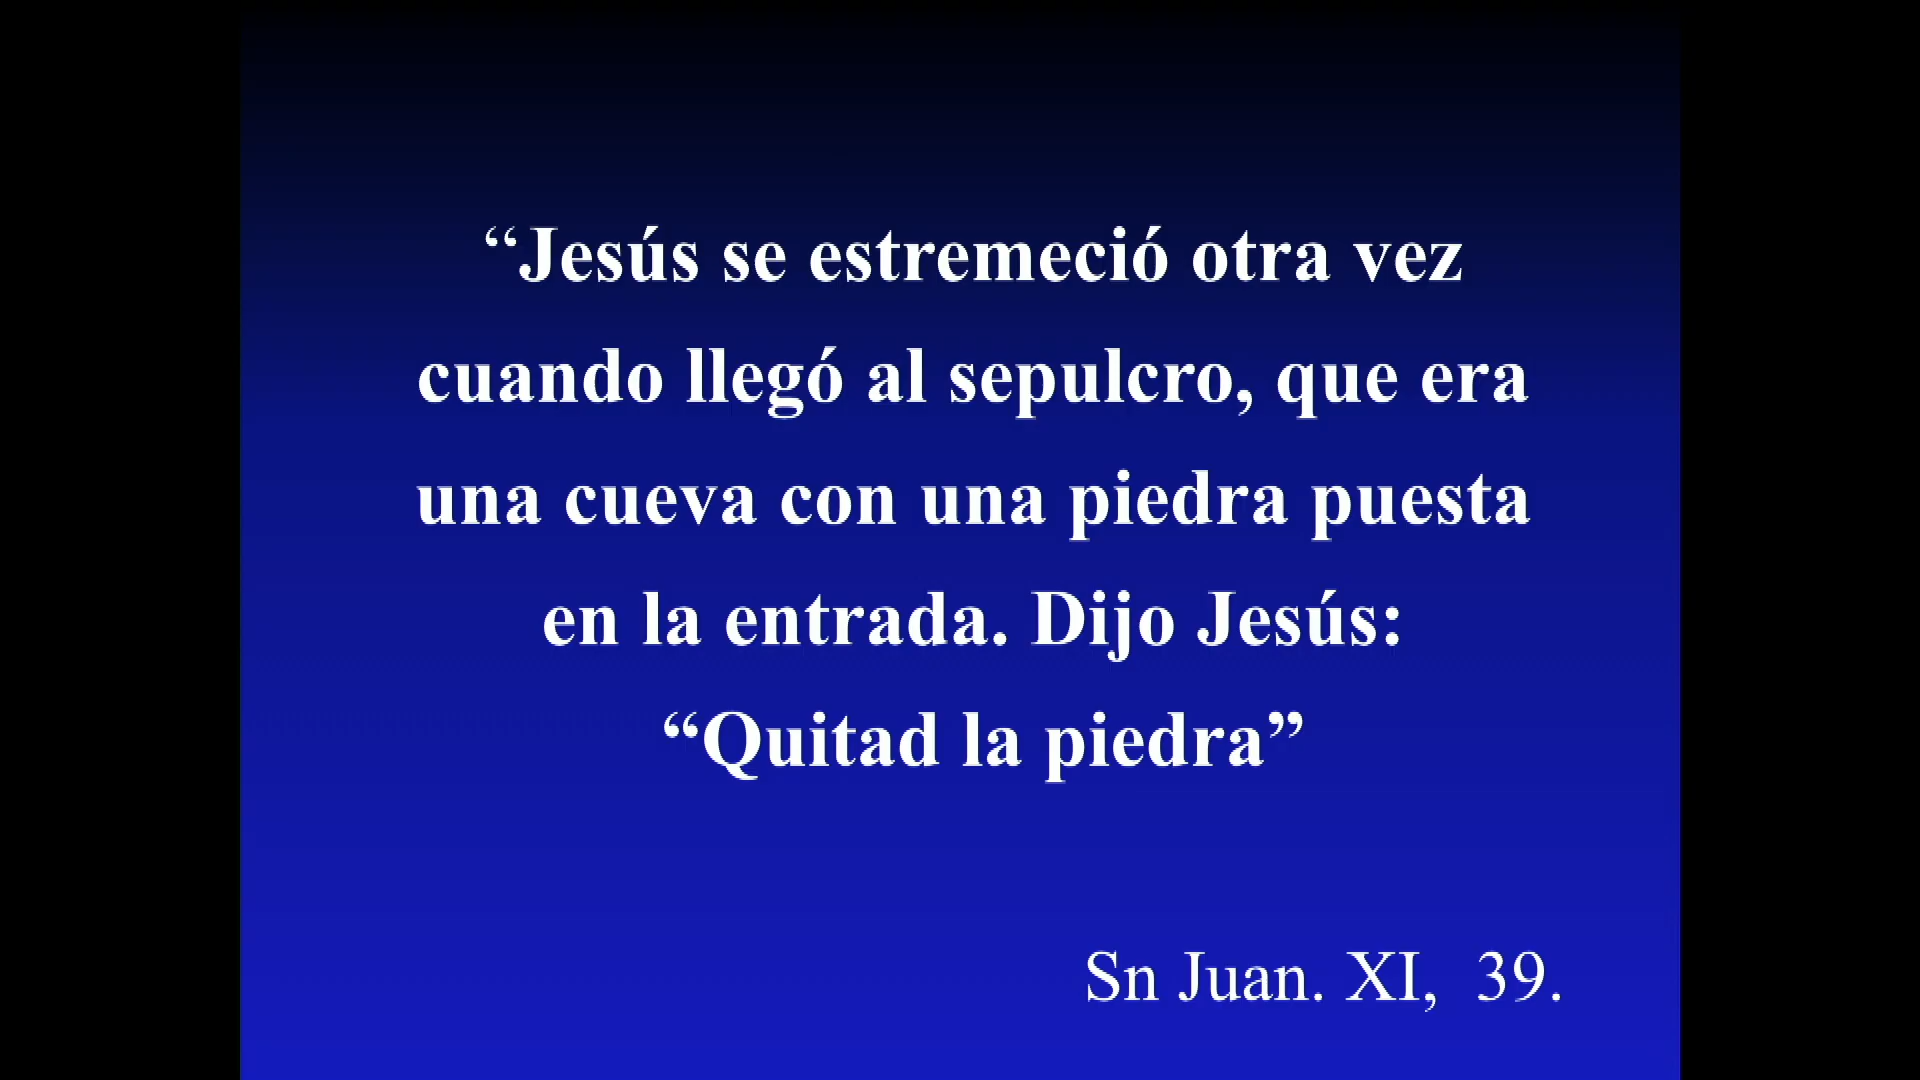 “Jesús se estremeció otra vez
cuando llegó al sepulcro, que era
una cueva con una piedra puesta
en la entrada. Dijo Jesús:
“Quitad la piedra”
Sn Juan. XI,  39.